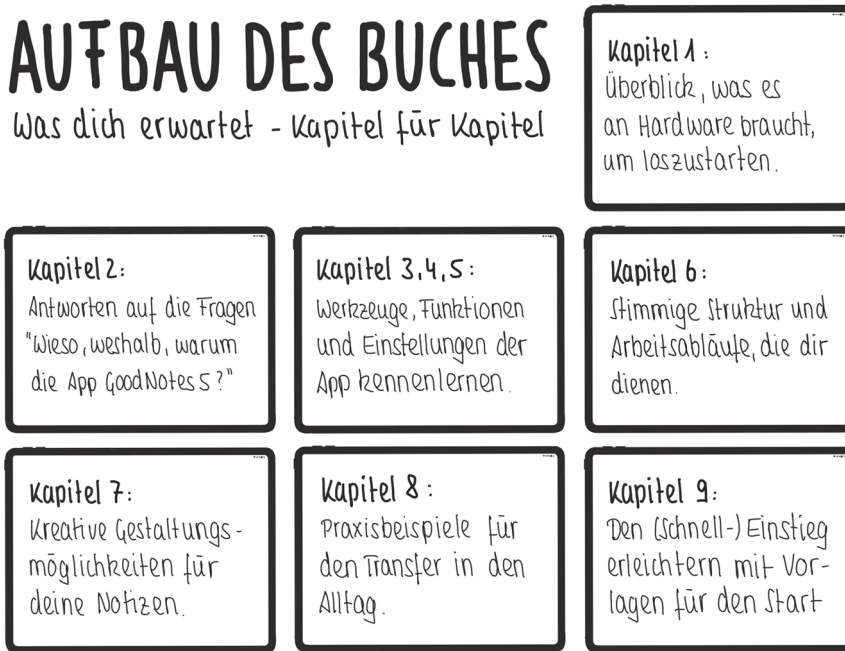 AUFBAU DES BUCHES
Was dich erwartet - Kapitel für Kapitel
Kapitel 1:
Überblick, was es
an Hardware braucht,
um loszustarten.
Kapitel 2:
Antworten auf die Fragen
"Wieso, weshalb, warum
die App GoodNotes 5?"
Kapitel 3,4,5:
Werkzeuge, Funktionen
und Einstellungen der
App kennenlernen.
Kapitel 6:
Stimmige Struktur und
Arbeitsabläufe, die dir
dienen.
Kapitel 7:
Kreative Gestaltungs-
möglichkeiten für
deine Notizen.
Kapitel 8:
Praxisbeispiele für
den Transfer in den
Alltag.
Kapitel 9:
Den (Schnell-) Einstieg
erleichtern mit Vor-
lagen für den Start